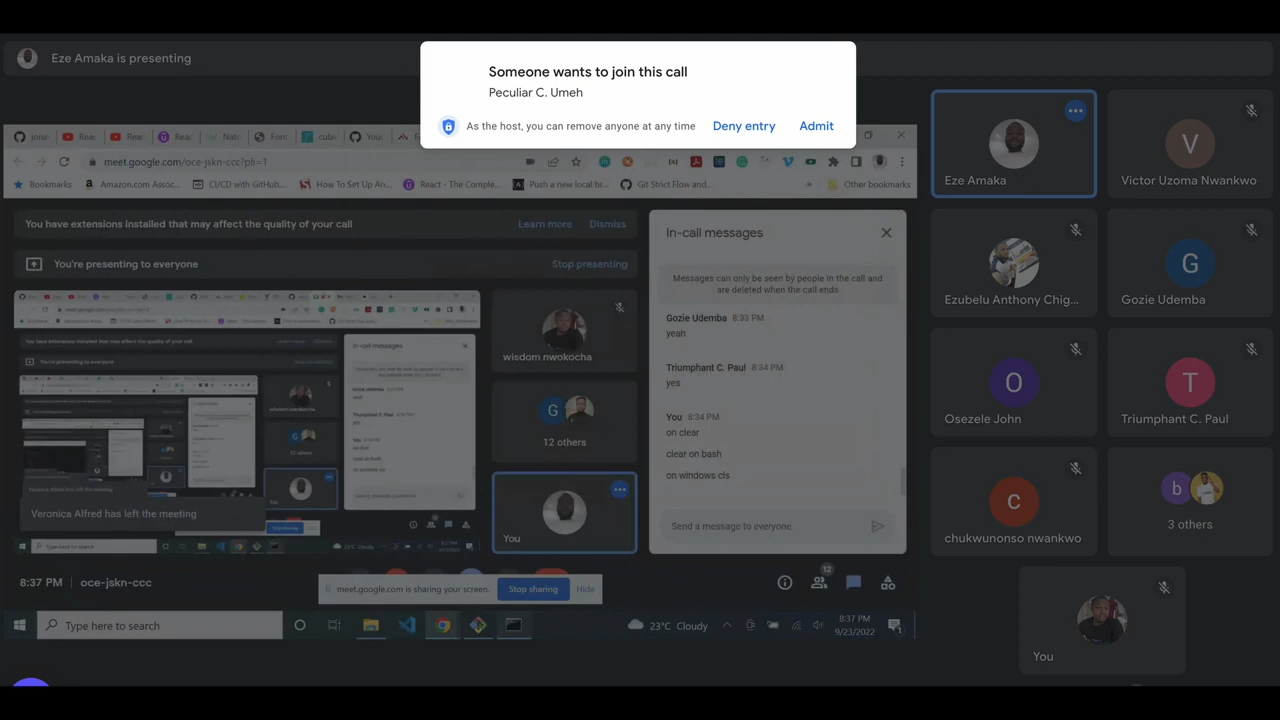 Eze Amaka is presenting
Someone wants to join this call
Peculiar C. Umeh
As the host, you can remove anyone at any time
Deny entry
Admit
meet.google.com/oce-jskn-ccc?pli=1
Bookmarks
Amazon.com Assoc...
CI/CD with GitHub...
How To Set Up An...
React - The Comple...
Push a new local br...
Git Strict Flow and...
Other bookmarks
You have extensions installed that may affect the quality of your call
Learn more
Dismiss
You're presenting to everyone
Stop presenting
wisdom nwokocha
G
12 others
You
Veronica Alfred has left the meeting
In-call messages
Messages can only be seen by people in the call and
are deleted when the call ends
Gozie Udemba 8:33 PM
yeah
Triumphant C. Paul 8:34 PM
yes
You 8:34 PM
on clear
clear on bash
on windows cls
Send a message to everyone
8:37 PM | oce-jskn-ccc
meet.google.com is sharing your screen.
Stop sharing
Hide
12
Type here to search
23°C Cloudy
8:37 PM
9/23/2022
1
Eze Amaka
V
Victor Uzoma Nwankwo
Ezubelu Anthony Chig...
G
Gozie Udemba
O
Osezele John
T
Triumphant C. Paul
c
chukwunonso nwankwo
b
3 others
You